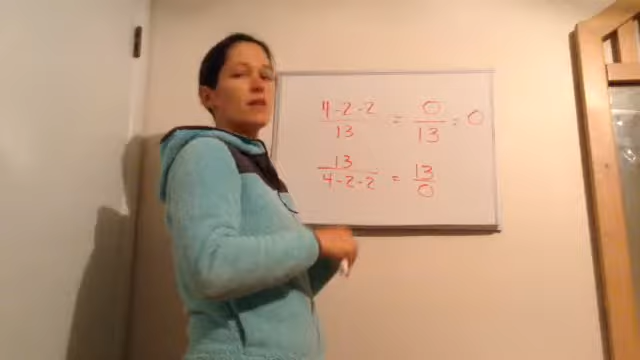 4-2-2/13 = 0/13 = 0
13/4-2-2 = 13/0